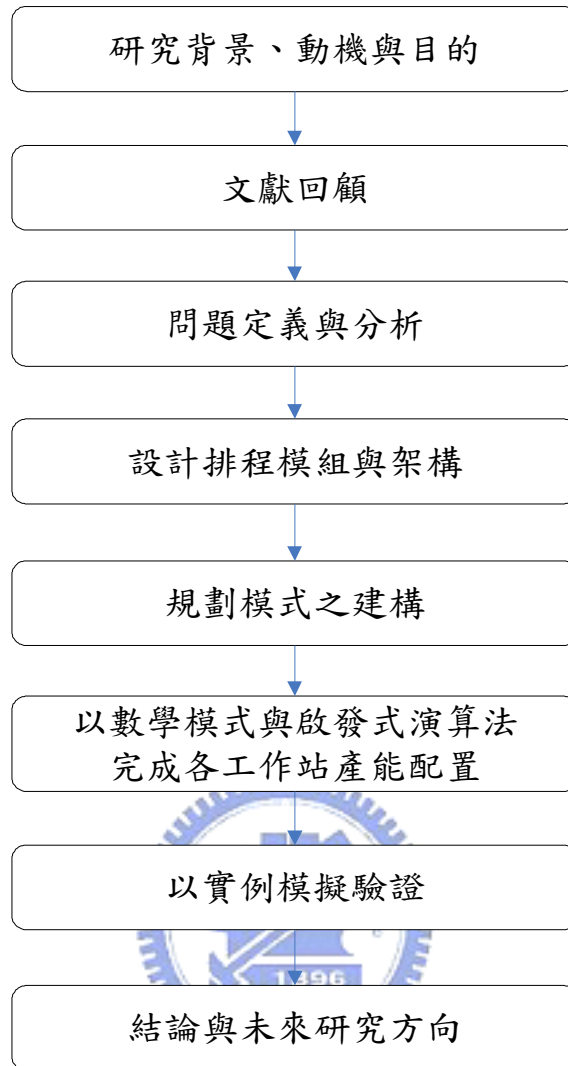 研究背景、動機與目的
文獻回顧
問題定義與分析
設計排程模組與架構
規劃模式之建構
以數學模式與啟發式演算法
完成各工作站產能配置
以實例模擬驗證
1896
結論與未來研究方向